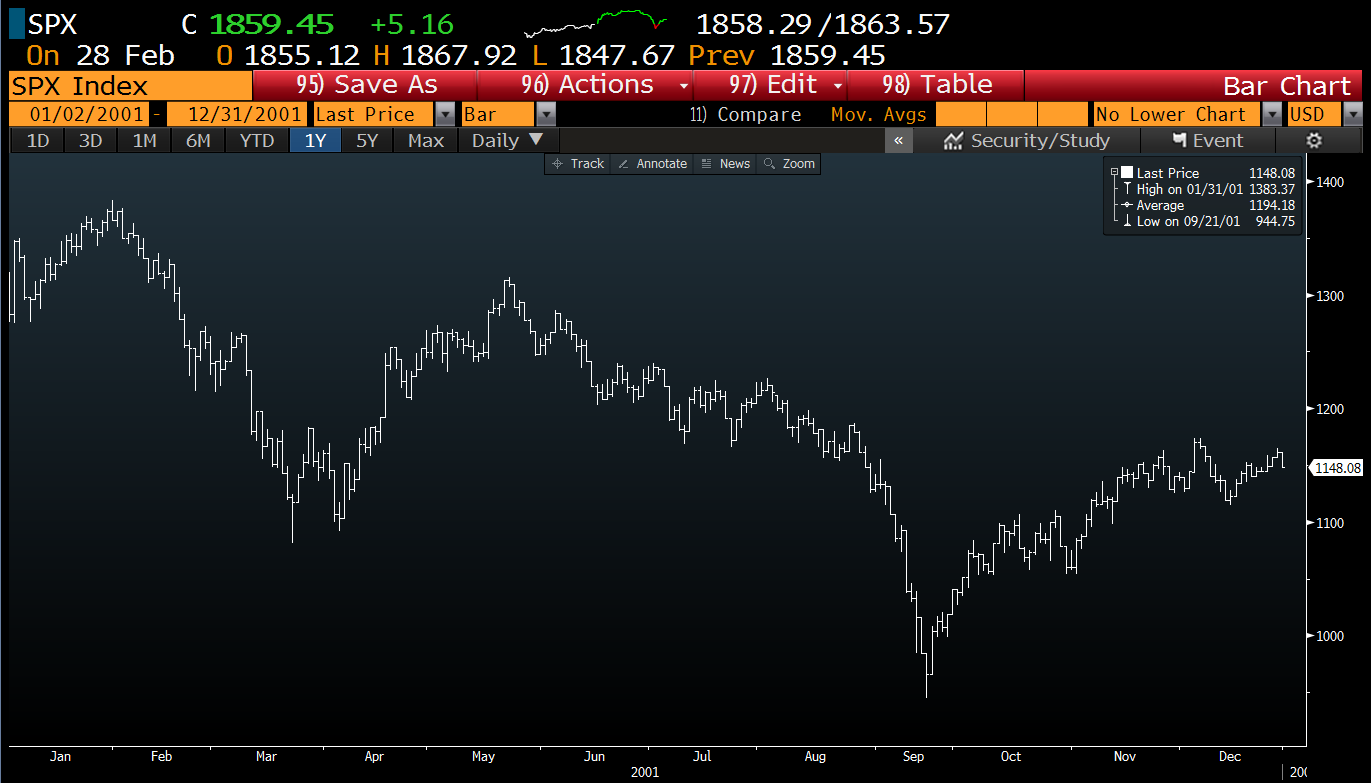 SPX C 1859.45 +5.16 1858.29/1863.57
On 28 Feb O 1855.12 H 1867.92 L 1847.67 Prev 1859.45
SPX Index 95) Save As 96) Actions 97) Edit 98) Table Bar Chart
01/02/2001 - 12/31/2001 Last Price Bar 11) Compare Mov. Avgs No Lower Chart USD
1D 3D 1M 6M YTD 1Y 5Y Max Daily ▼ « Security/Study Event
Track Annotate News Zoom
Last Price 1148.08
High on 01/31/01 1383.37
Average 1194.18
Low on 09/21/01 944.75
1400
1300
1200
1148.08
1100
1000
Jan Feb Mar Apr May Jun Jul Aug Sep Oct Nov Dec
2001